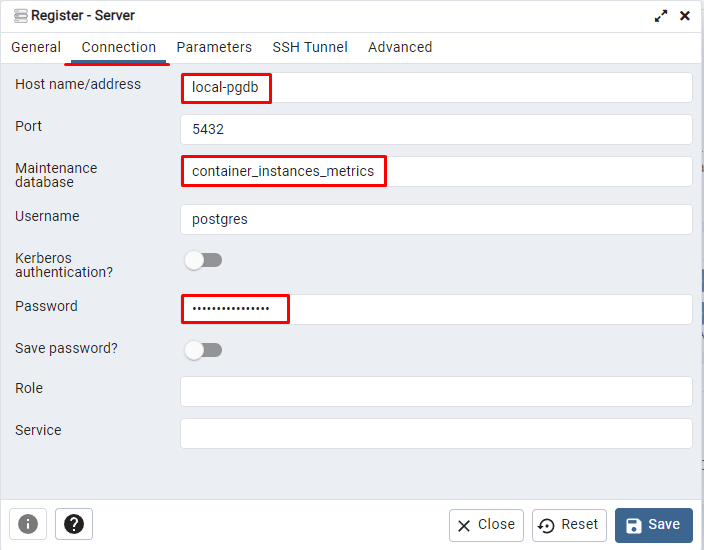 Register - Server
General Connection Parameters SSH Tunnel Advanced
Host name/address local-pgdb
Port 5432
Maintenance
database container_instances_metrics
Username postgres
Kerberos
authentication?
Password ••••••••••••••••
Save password?
Role
Service
Close Reset Save